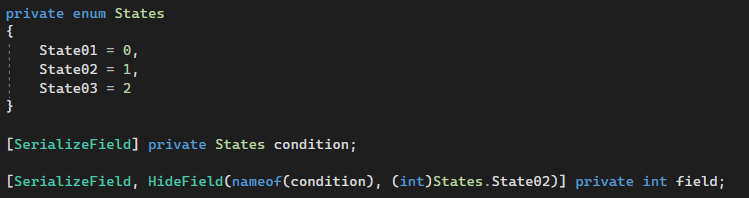 private enum States
{
State01 = 0,
State02 = 1,
State03 = 2
}
[SerializeField] private States condition;
[SerializeField, HideField(nameof(condition), (int)States.State02)] private int field;